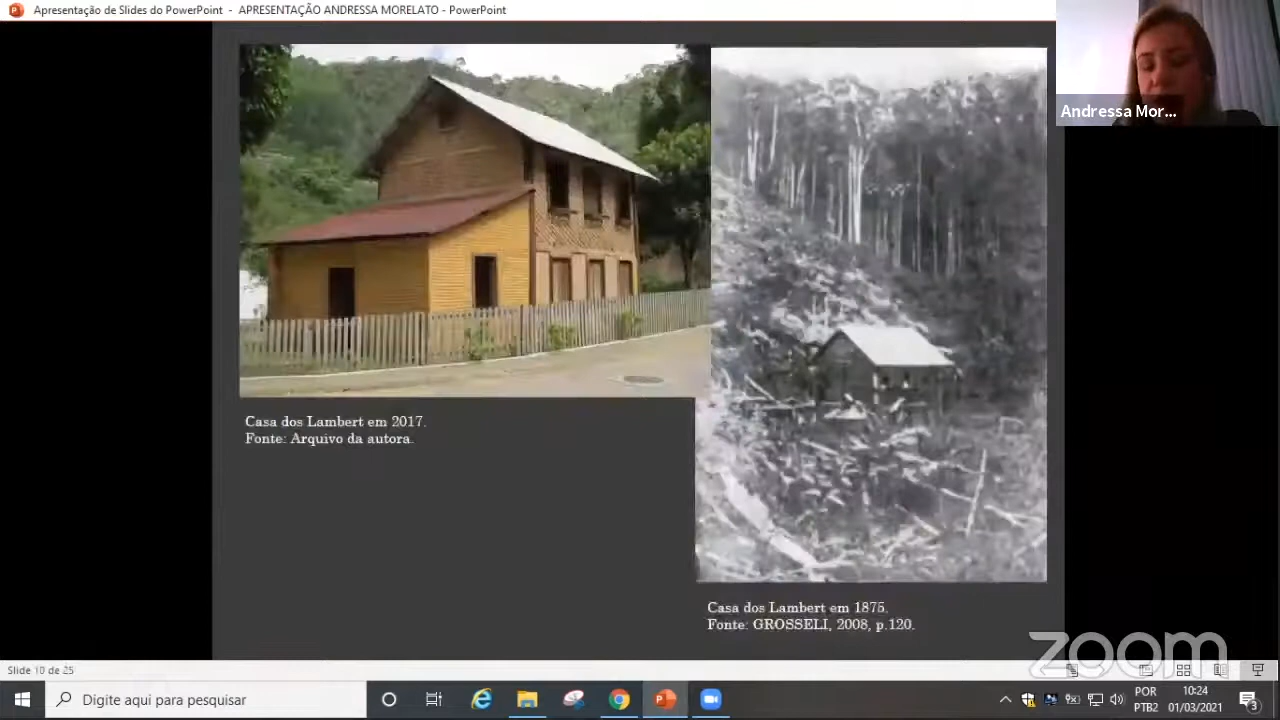 Apresentação de Slides do PowerPoint - APRESENTAÇÃO ANDRESSA MORELATO - PowerPoint
Andressa Mor...
Casa dos Lambert em 2017.
Fonte: Arquivo da autora.
Casa dos Lambert em 1875.
Fonte: GROSSELI, 2008, p.120.
zoom
Slide 10 de 25
Digite aqui para pesquisar
POR
PTB2
10:24
01/03/2021
3